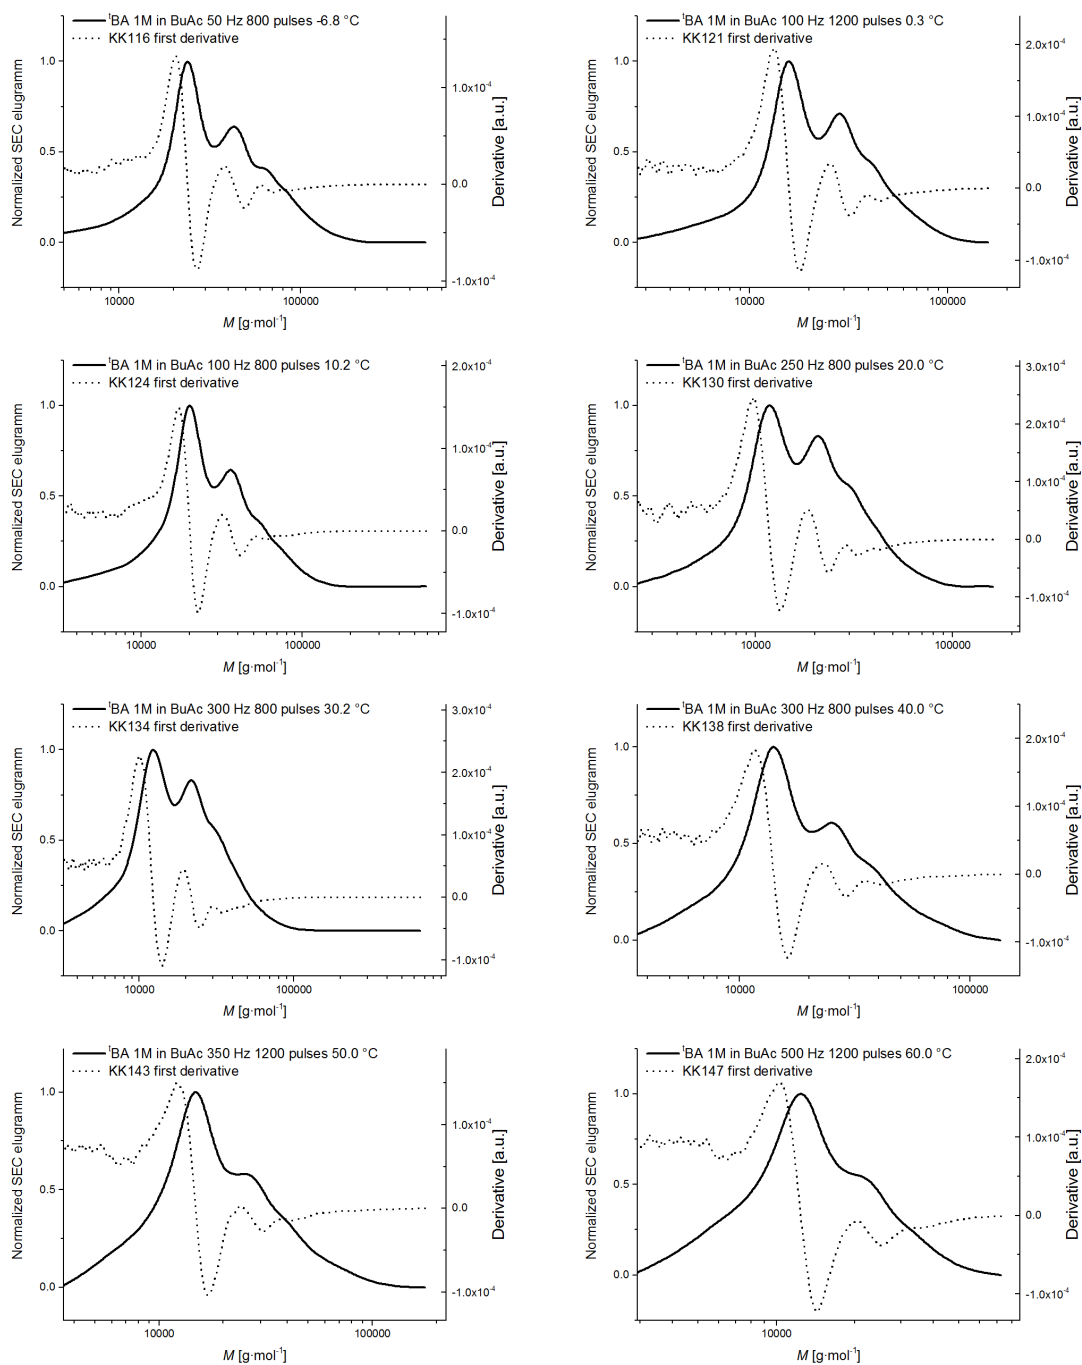 ᵗBA 1M in BuAc 50 Hz 800 pulses -6.8 °C
KK116 first derivative
1.0
0.5
0.0
Normalized SEC elugramm
1.0x10⁻⁴
0.0
-1.0x10⁻⁴
Derivative [a.u.]
10000 100000
M [g·mol⁻¹]
ᵗBA 1M in BuAc 100 Hz 1200 pulses 0.3 °C
KK121 first derivative
1.0
0.5
0.0
Normalized SEC elugramm
2.0x10⁻⁴
1.0x10⁻⁴
0.0
-1.0x10⁻⁴
Derivative [a.u.]
10000 100000
M [g·mol⁻¹]
ᵗBA 1M in BuAc 100 Hz 800 pulses 10.2 °C
KK124 first derivative
1.0
0.5
0.0
Normalized SEC elugramm
2.0x10⁻⁴
1.0x10⁻⁴
0.0
-1.0x10⁻⁴
Derivative [a.u.]
10000 100000
M [g·mol⁻¹]
ᵗBA 1M in BuAc 250 Hz 800 pulses 20.0 °C
KK130 first derivative
1.0
0.5
0.0
Normalized SEC elugramm
3.0x10⁻⁴
2.0x10⁻⁴
1.0x10⁻⁴
0.0
-1.0x10⁻⁴
Derivative [a.u.]
10000 100000
M [g·mol⁻¹]
ᵗBA 1M in BuAc 300 Hz 800 pulses 30.2 °C
KK134 first derivative
1.0
0.5
0.0
Normalized SEC elugramm
3.0x10⁻⁴
2.0x10⁻⁴
1.0x10⁻⁴
0.0
-1.0x10⁻⁴
Derivative [a.u.]
10000 100000
M [g·mol⁻¹]
ᵗBA 1M in BuAc 300 Hz 800 pulses 40.0 °C
KK138 first derivative
1.0
0.5
0.0
Normalized SEC elugramm
2.0x10⁻⁴
1.0x10⁻⁴
0.0
-1.0x10⁻⁴
Derivative [a.u.]
10000 100000
M [g·mol⁻¹]
ᵗBA 1M in BuAc 350 Hz 1200 pulses 50.0 °C
KK143 first derivative
1.0
0.5
0.0
Normalized SEC elugramm
1.0x10⁻⁴
0.0
-1.0x10⁻⁴
Derivative [a.u.]
10000 100000
M [g·mol⁻¹]
ᵗBA 1M in BuAc 500 Hz 1200 pulses 60.0 °C
KK147 first derivative
1.0
0.5
0.0
Normalized SEC elugramm
2.0x10⁻⁴
1.0x10⁻⁴
0.0
-1.0x10⁻⁴
Derivative [a.u.]
10000
M [g·mol⁻¹]